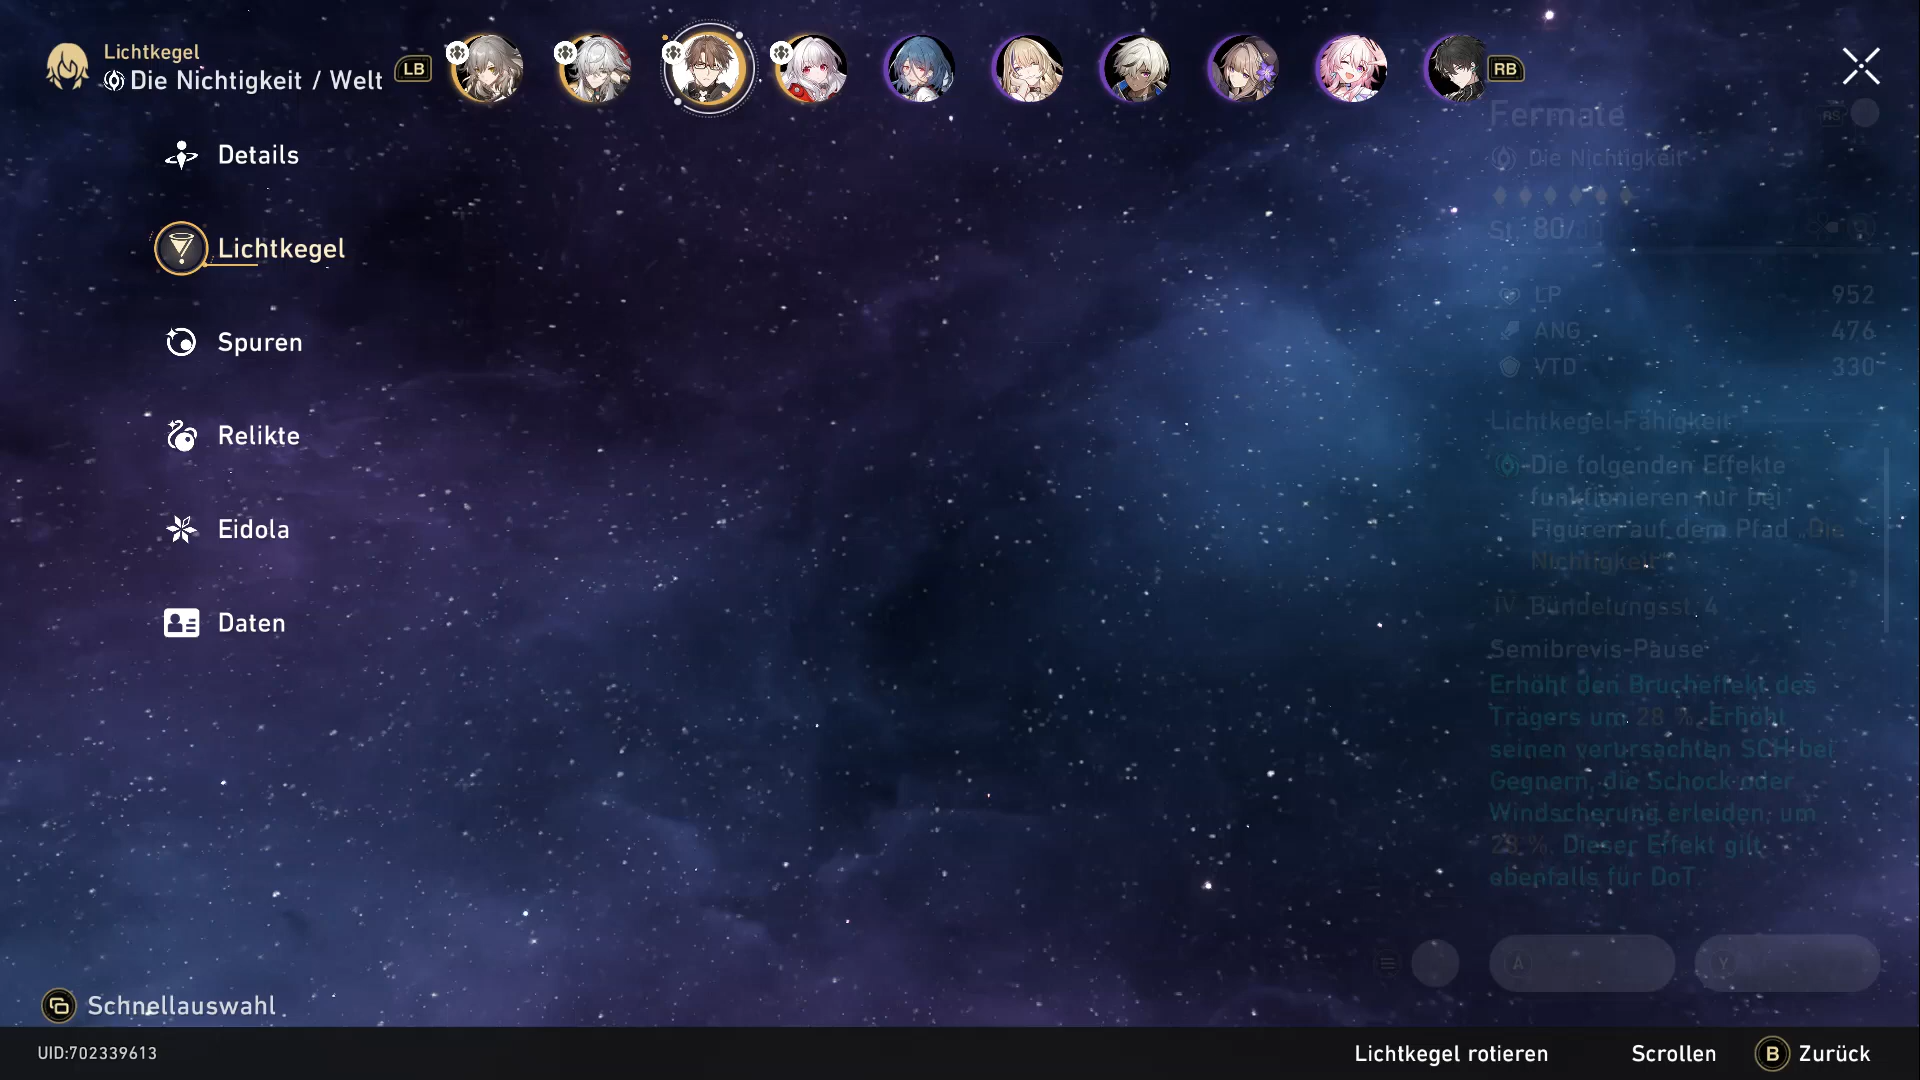 Lichtkegel
Die Nichtigkeit / Welt
LB
RB
Details
Lichtkegel
Spuren
Relikte
Eidola
Daten
Fermate
RS
Die Nichtigkeit
St. 80/
LP 952
ANG 476
VTD 330
Lichtkegel-Fähigkeit
Die folgenden Effekte
funktionieren nur bei
Figuren auf dem Pfad „Die
Nichtigkeit“:
IV Bündelungsst. 4
Semibrevis-Pause
Erhöht den Brucheffekt des
Trägers um 28 %. Erhöht
seinen verursachten SCH bei
Gegnern, die Schock oder
Windscherung erleiden, um
28 %. Dieser Effekt gilt
ebenfalls für DoT.
A
Y
Schnellauswahl
UID:702339613
Lichtkegel rotieren
Scrollen
B Zurück